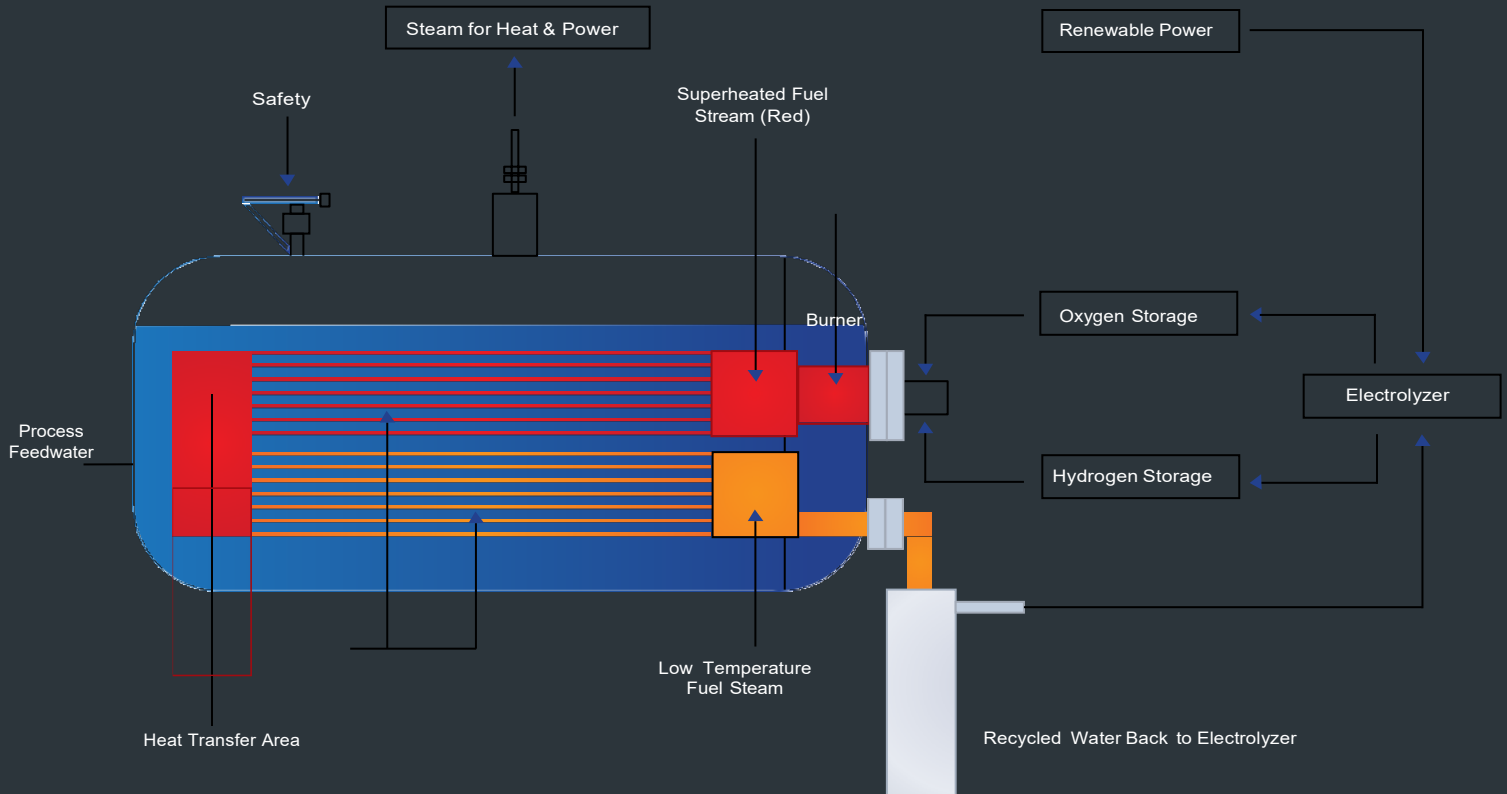 Steam for Heat & Power
Renewable Power
Safety
Superheated Fuel
Stream (Red)
Burner
Oxygen Storage
Electrolyzer
Process
Feedwater
Hydrogen Storage
Low Temperature
Fuel Steam
Heat Transfer Area
Recycled Water Back to Electrolyzer